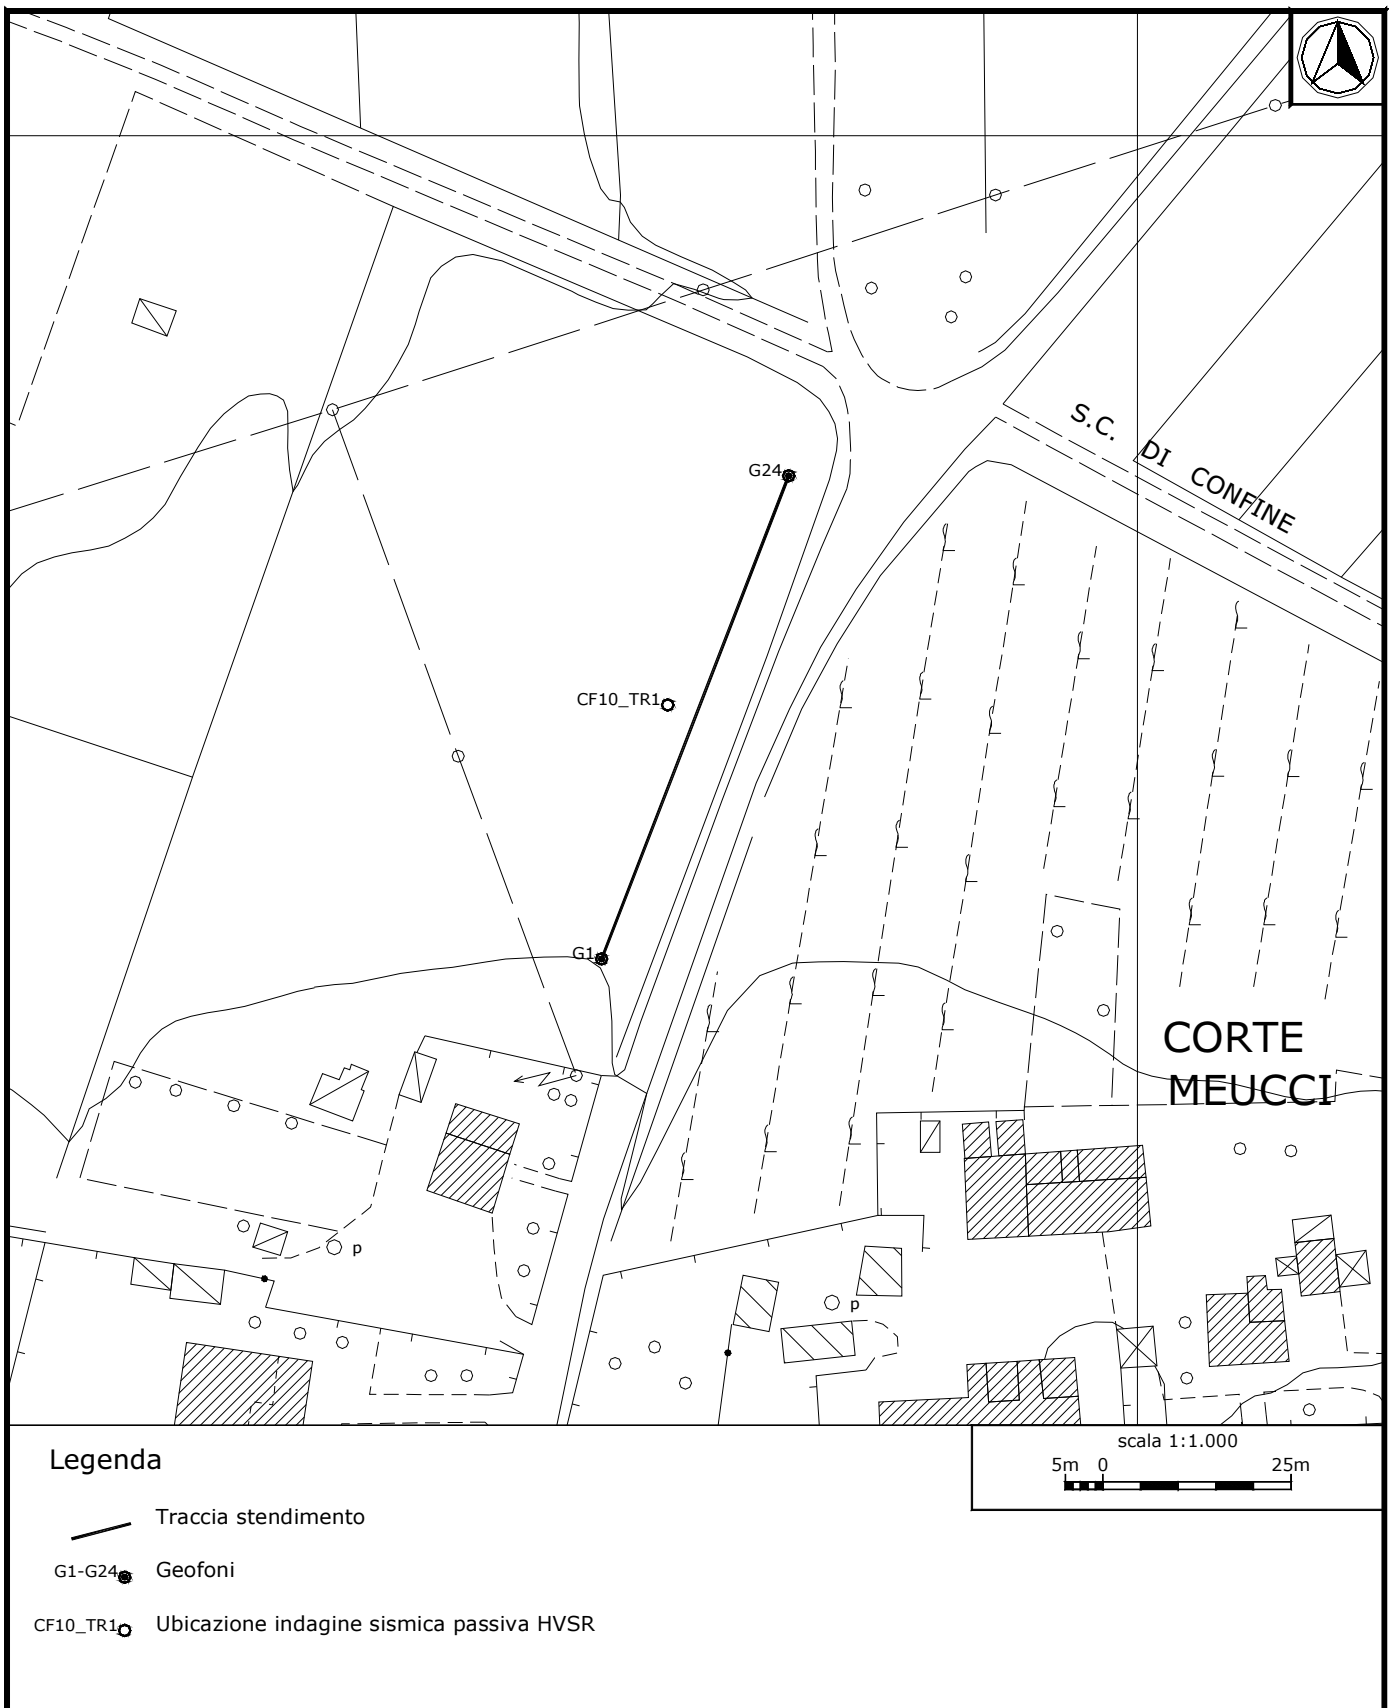 S.C. DI CONFINE
G24
CF10_TR1
G1
CORTE
MEUCCI
p
p
Legenda
Traccia stendimento
G1-G24 Geofoni
CF10_TR1 Ubicazione indagine sismica passiva HVSR
scala 1:1.000
5m 0 25m